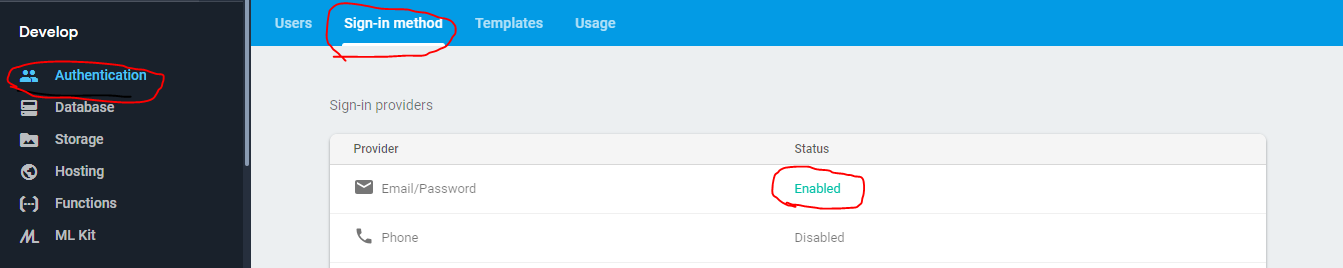 Develop
Authentication
Database
Storage
Hosting
Functions
ML Kit
Users Sign-in method Templates Usage
Sign-in providers
Provider Status
Email/Password Enabled
Phone Disabled